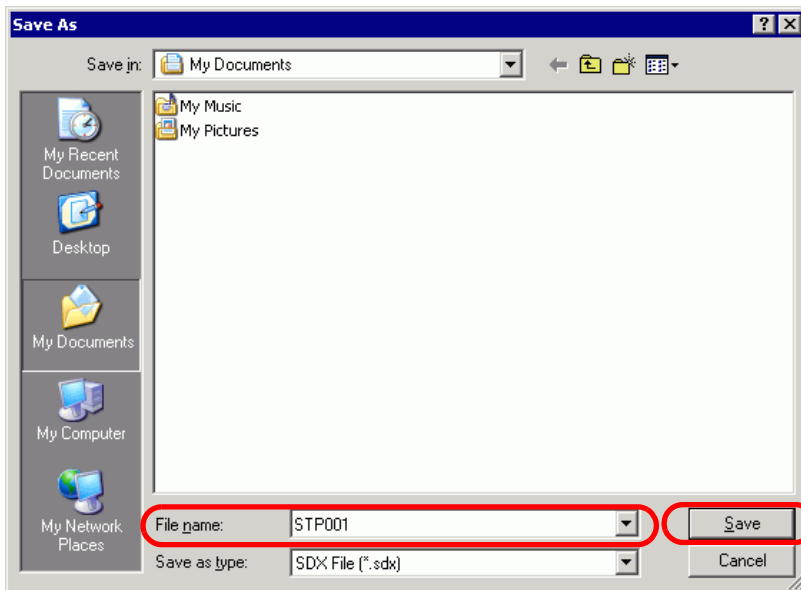 Save As
Save in: My Documents
My Music
My Pictures
My Recent
Documents
Desktop
My Documents
My Computer
My Network
Places
File name: STP001
Save
Save as type: SDX File (*.sdx)
Cancel